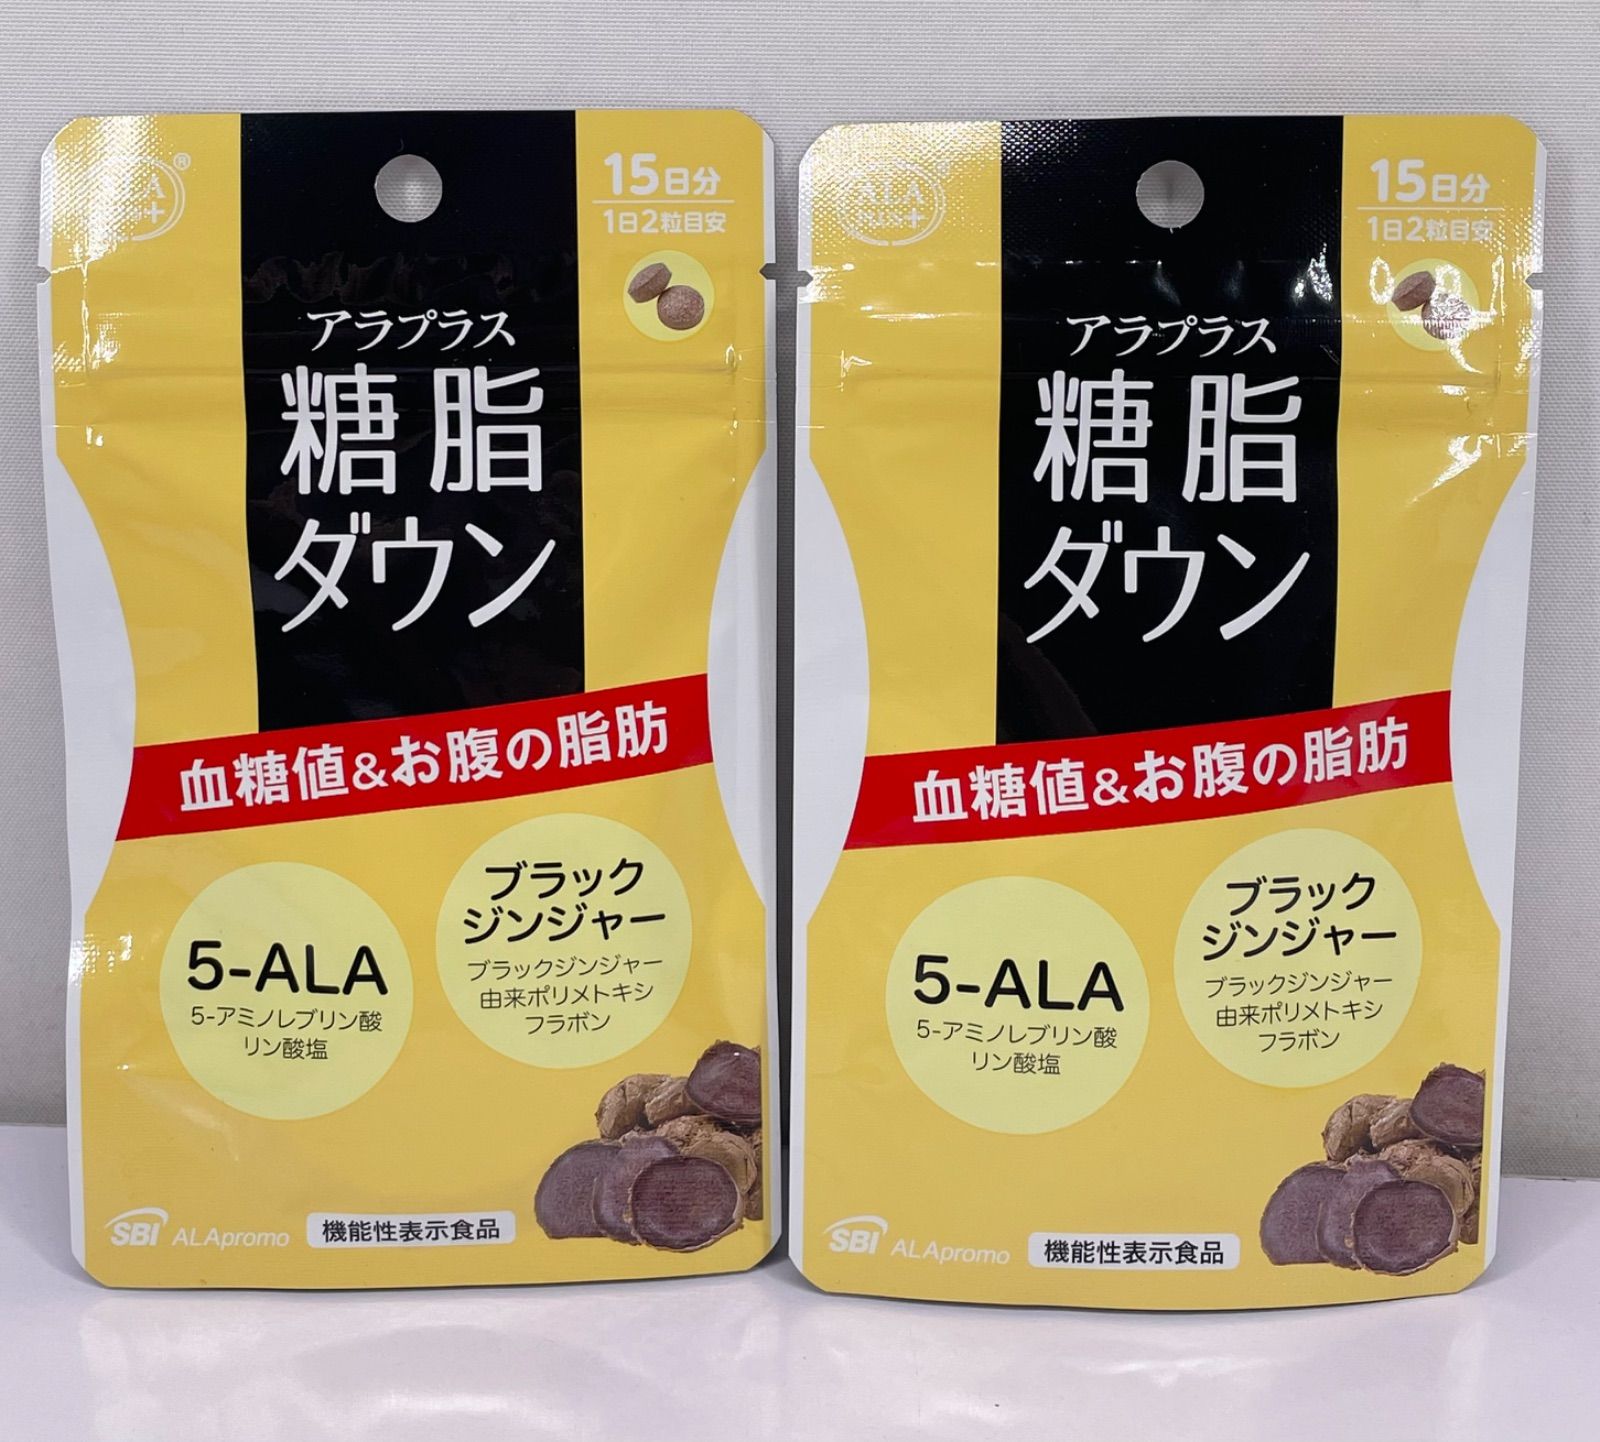 ALA
PLUS+
®
15日分
1日2粒目安
アラプラス
糖脂
ダウン
血糖値&お腹の脂肪
5-ALA
5-アミノレブリン酸
リン酸塩
ブラック
ジンジャー
ブラックジンジャー
由来ポリメトキシ
フラボン
SBI ALApromo
機能性表示食品
ALA
PLUS+
®
15日分
1日2粒目安
アラプラス
糖脂
ダウン
血糖値&お腹の脂肪
5-ALA
5-アミノレブリン酸
リン酸塩
ブラック
ジンジャー
ブラックジンジャー
由来ポリメトキシ
フラボン
SBI ALApromo
機能性表示食品